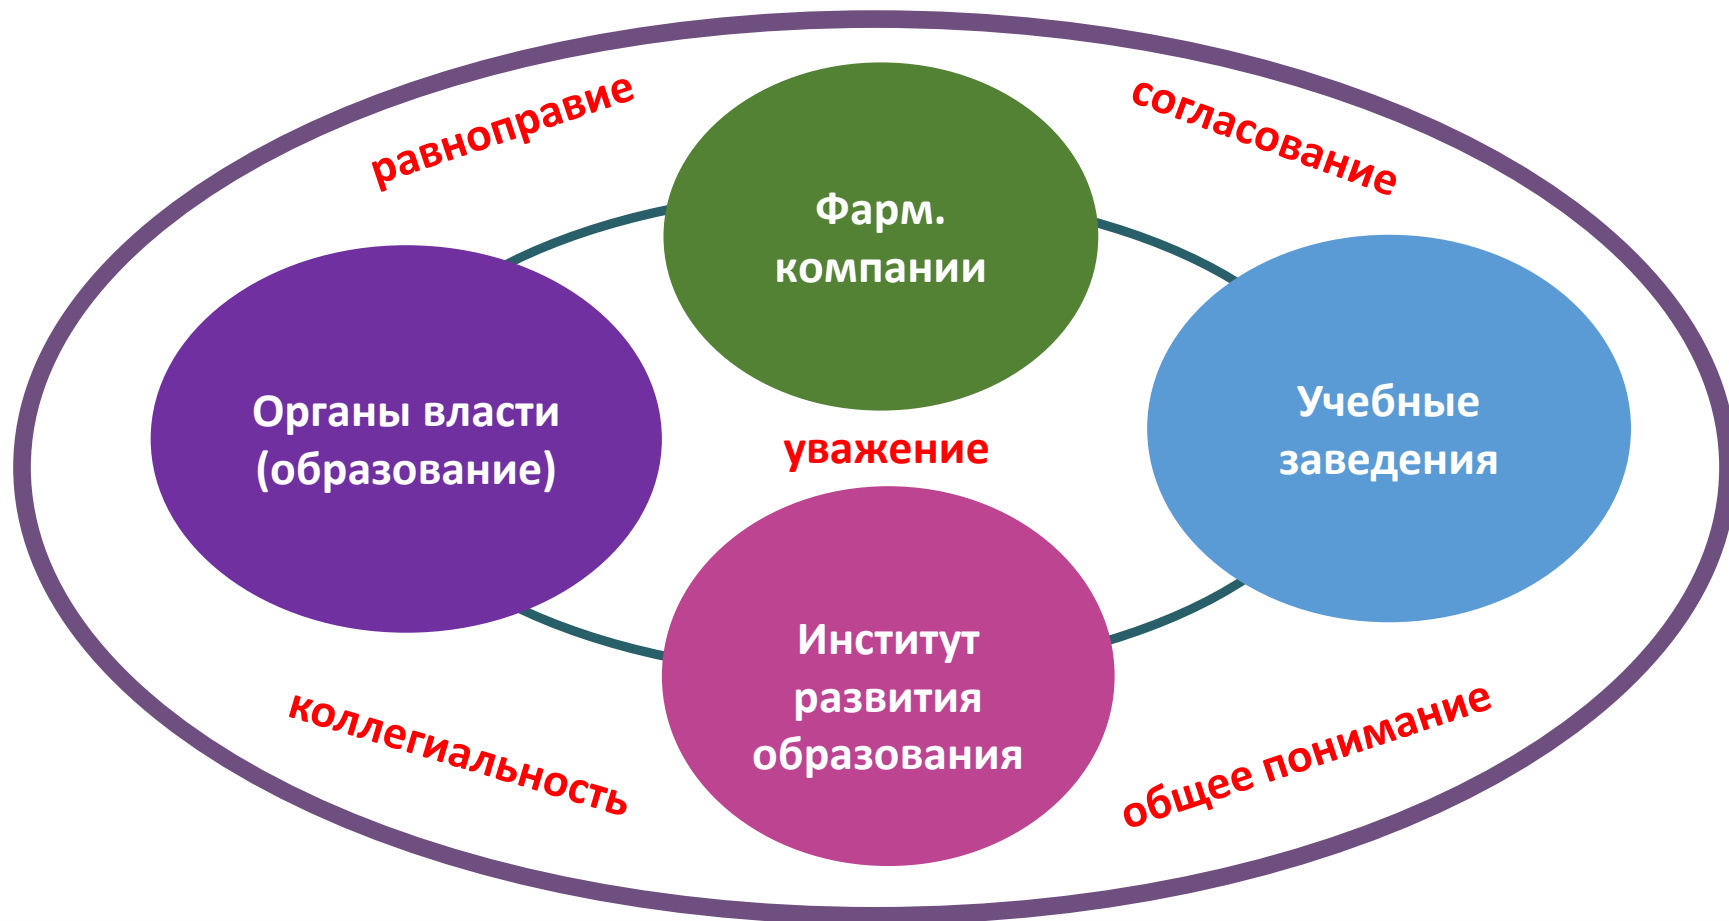 равноправие
согласование
Фарм.
компании
Органы власти
(образование)
Учебные
заведения
уважение
Институт
развития
образования
коллегиальность
общее понимание